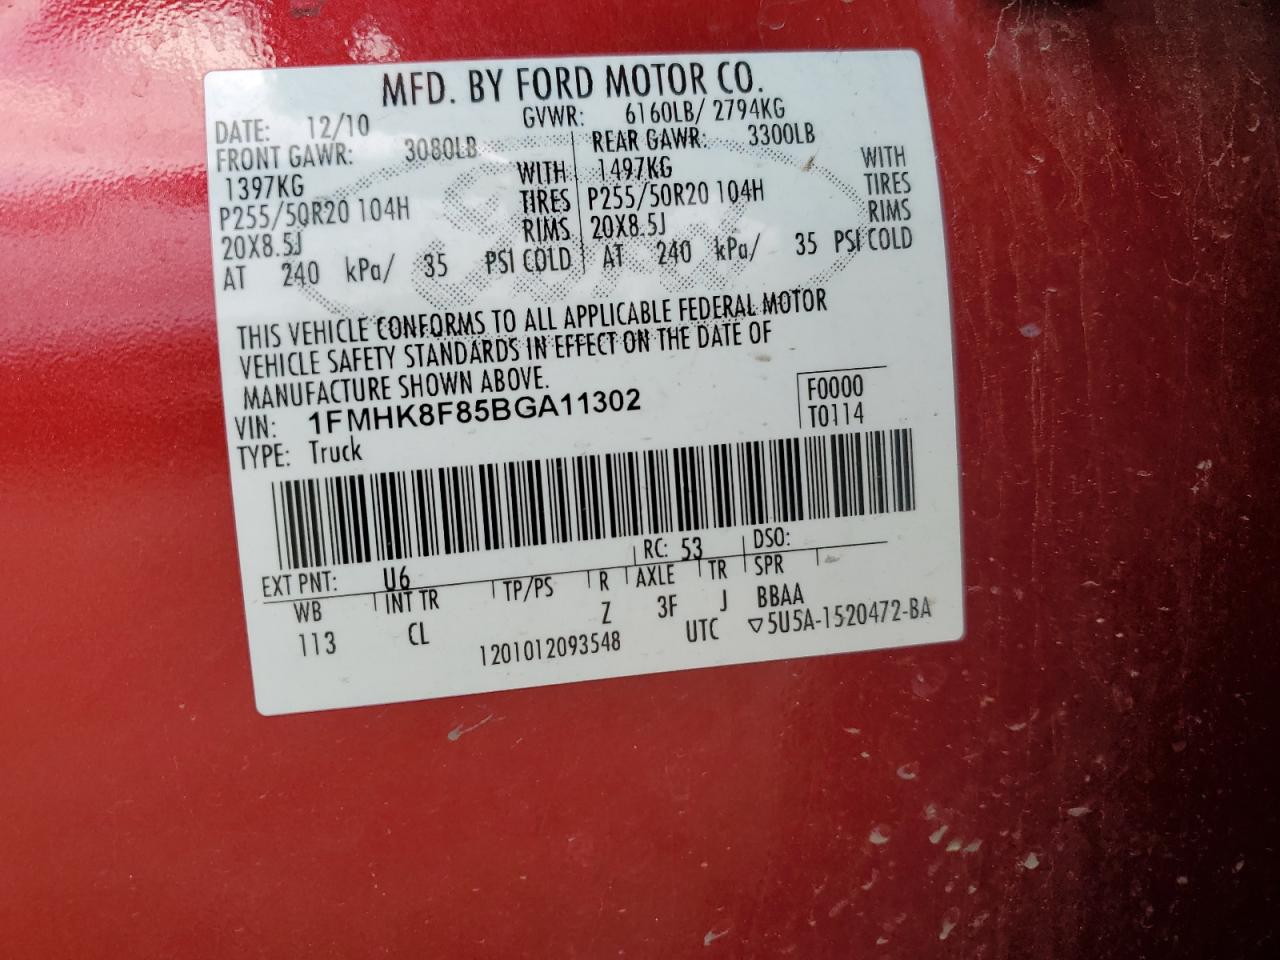 MFD. BY FORD MOTOR CO.
DATE: 12/10 GVWR: 6160LB/ 2794KG
FRONT GAWR: 3080LB REAR GAWR: 3300LB
1397KG WITH 1497KG WITH
P255/50R20 104H TIRES P255/50R20 104H TIRES
20X8.5J RIMS 20X8.5J RIMS
AT 240 kPa/ 35 PSI COLD AT 240 kPa/ 35 PSI COLD
THIS VEHICLE CONFORMS TO ALL APPLICABLE FEDERAL MOTOR
VEHICLE SAFETY STANDARDS IN EFFECT ON THE DATE OF
MANUFACTURE SHOWN ABOVE.
VIN: 1FMHK8F85BGA11302 F0000
TYPE: Truck T0114
RC: 53 DSO:
EXT PNT: U6
WB INT TR TP/PS R AXLE TR SPR
113 CL Z 3F J BBAA
1201012093548 UTC ▽5U5A-1520472-BA